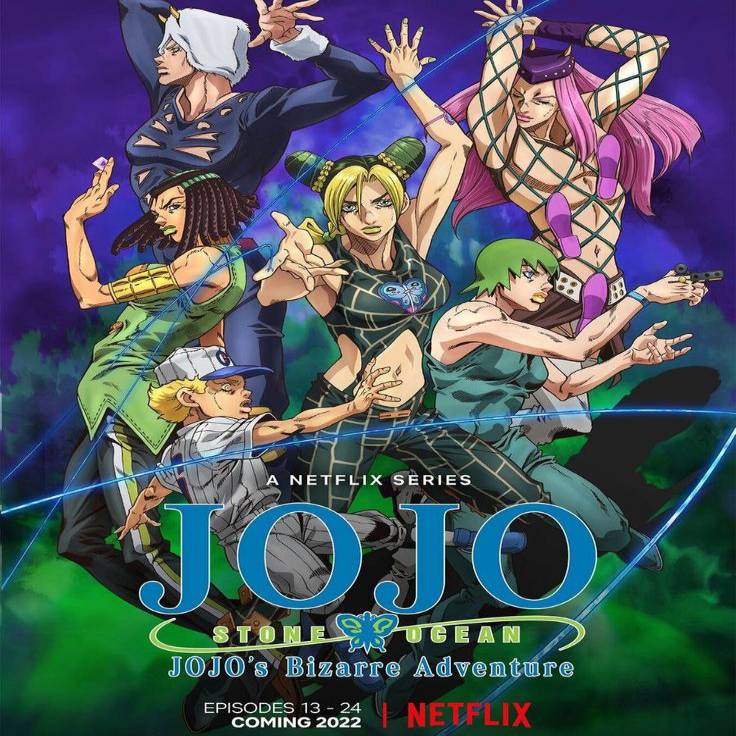 A NETFLIX SERIES
JOJO
STONE OCEAN
JOJO's Bizarre Adventure
EPISODES 13 - 24
COMING 2022
NETFLIX